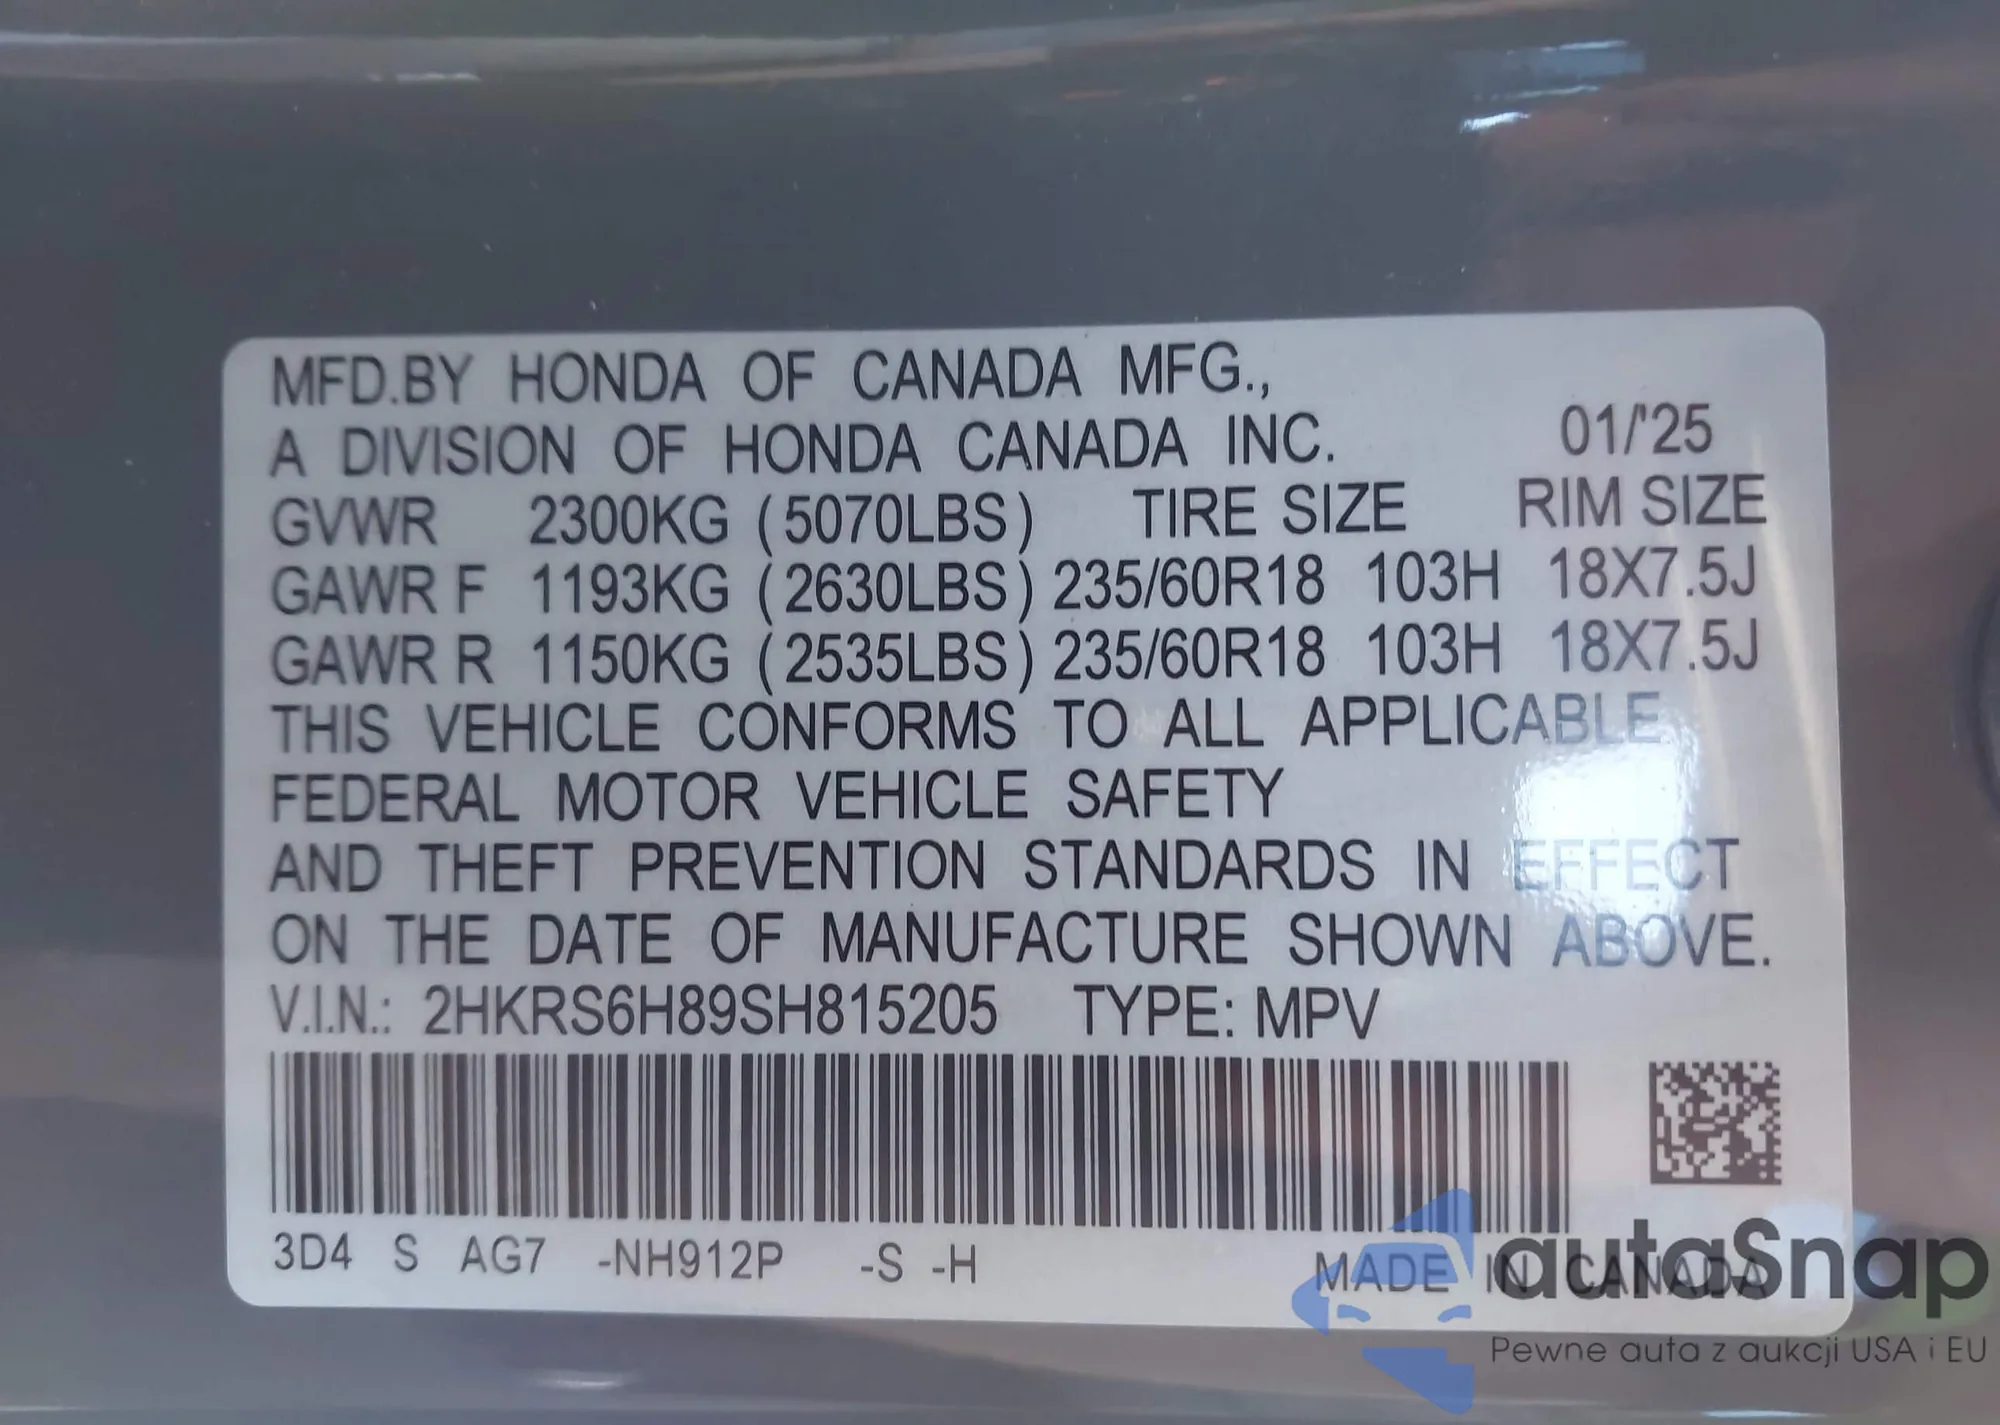 MFD.BY HONDA OF CANADA MFG.,
A DIVISION OF HONDA CANADA INC. 01/'25
GVWR 2300KG (5070LBS) TIRE SIZE RIM SIZE
GAWR F 1193KG (2630LBS) 235/60R18 103H 18X7.5J
GAWR R 1150KG (2535LBS) 235/60R18 103H 18X7.5J
THIS VEHICLE CONFORMS TO ALL APPLICABLE
FEDERAL MOTOR VEHICLE SAFETY
AND THEFT PREVENTION STANDARDS IN EFFECT
ON THE DATE OF MANUFACTURE SHOWN ABOVE.
V.I.N.: 2HKRS6H89SH815205 TYPE: MPV
3D4 S AG7 -NH912P -S -H MADE IN CANADA
autaSnap
Pewne auta z aukcji USA i EU